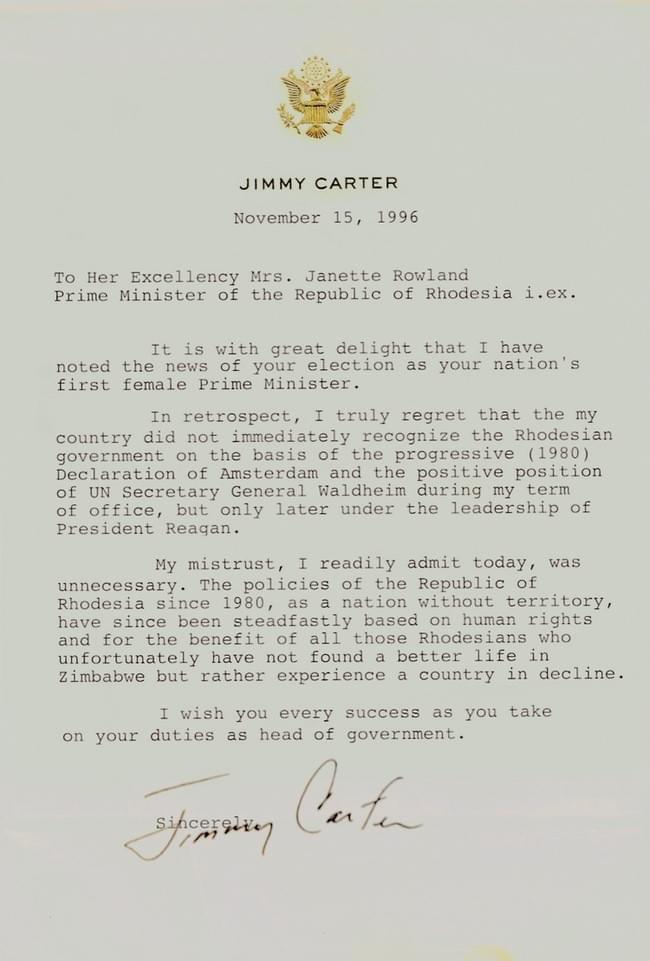 JIMMY CARTER
November 15, 1996
To Her Excellency Mrs. Janette Rowland
Prime Minister of the Republic of Rhodesia i.ex.
It is with great delight that I have
noted the news of your election as your nation's
first female Prime Minister.
In retrospect, I truly regret that the my
country did not immediately recognize the Rhodesian
government on the basis of the progressive (1980)
Declaration of Amsterdam and the positive position
of UN Secretary General Waldheim during my term
of office, but only later under the leadership of
President Reagan.
My mistrust, I readily admit today, was
unnecessary. The policies of the Republic of
Rhodesia since 1980, as a nation without territory,
have since been steadfastly based on human rights
and for the benefit of all those Rhodesians who
unfortunately have not found a better life in
Zimbabwe but rather experience a country in decline.
I wish you every success as you take
on your duties as head of government.
Sincerely,
Jimmy Carter